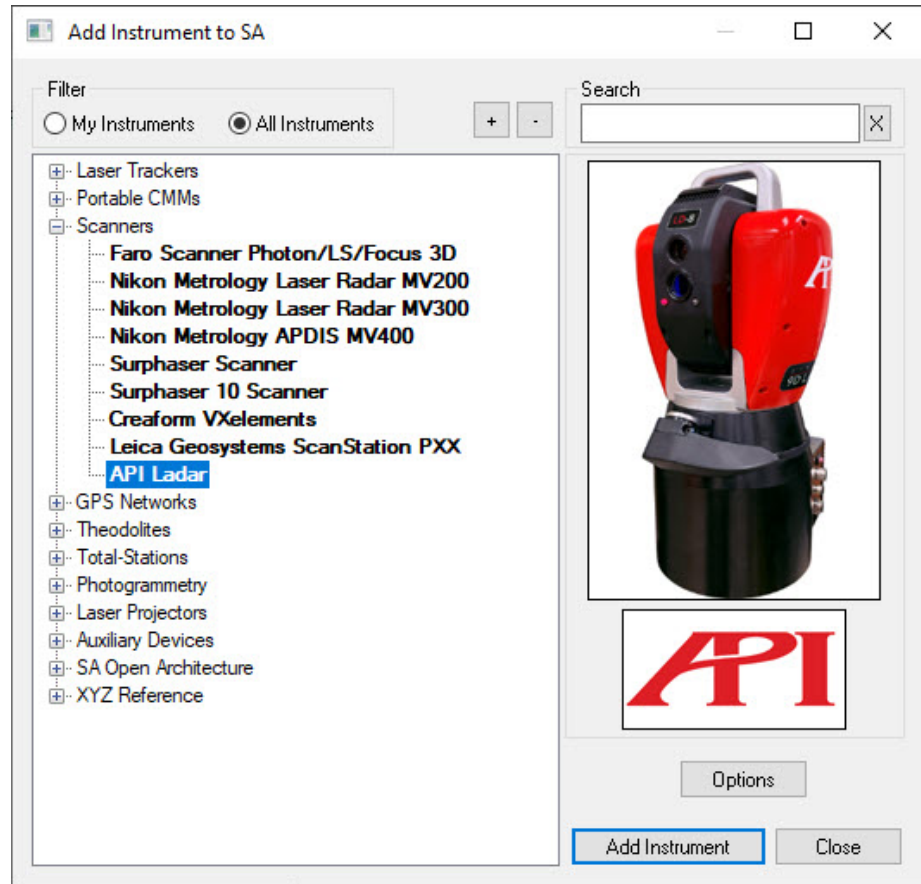 Add Instrument to SA
Filter
My Instruments
All Instruments
+
-
Search
X
Laser Trackers
Portable CMMs
Scanners
Faro Scanner Photon/LS/Focus 3D
Nikon Metrology Laser Radar MV200
Nikon Metrology Laser Radar MV300
Nikon Metrology APDIS MV400
Surphaser Scanner
Surphaser 10 Scanner
Creaform VXelements
Leica Geosystems ScanStation PXX
API Ladar
GPS Networks
Theodolites
Total-Stations
Photogrammetry
Laser Projectors
Auxiliary Devices
SA Open Architecture
XYZ Reference
API
API
Options
Add Instrument
Close